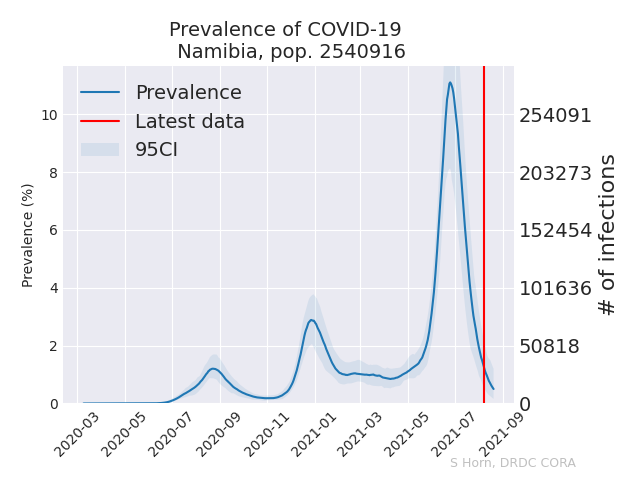 Prevalence of COVID-19
Namibia, pop. 2540916
Prevalence
Latest data
95CI
Prevalence (%)
10
8
6
4
2
0
254091
203273
152454
101636
50818
0
# of infections
2020-03
2020-05
2020-07
2020-09
2020-11
2021-01
2021-03
2021-05
2021-07
2021-09
S Horn, DRDC CORA